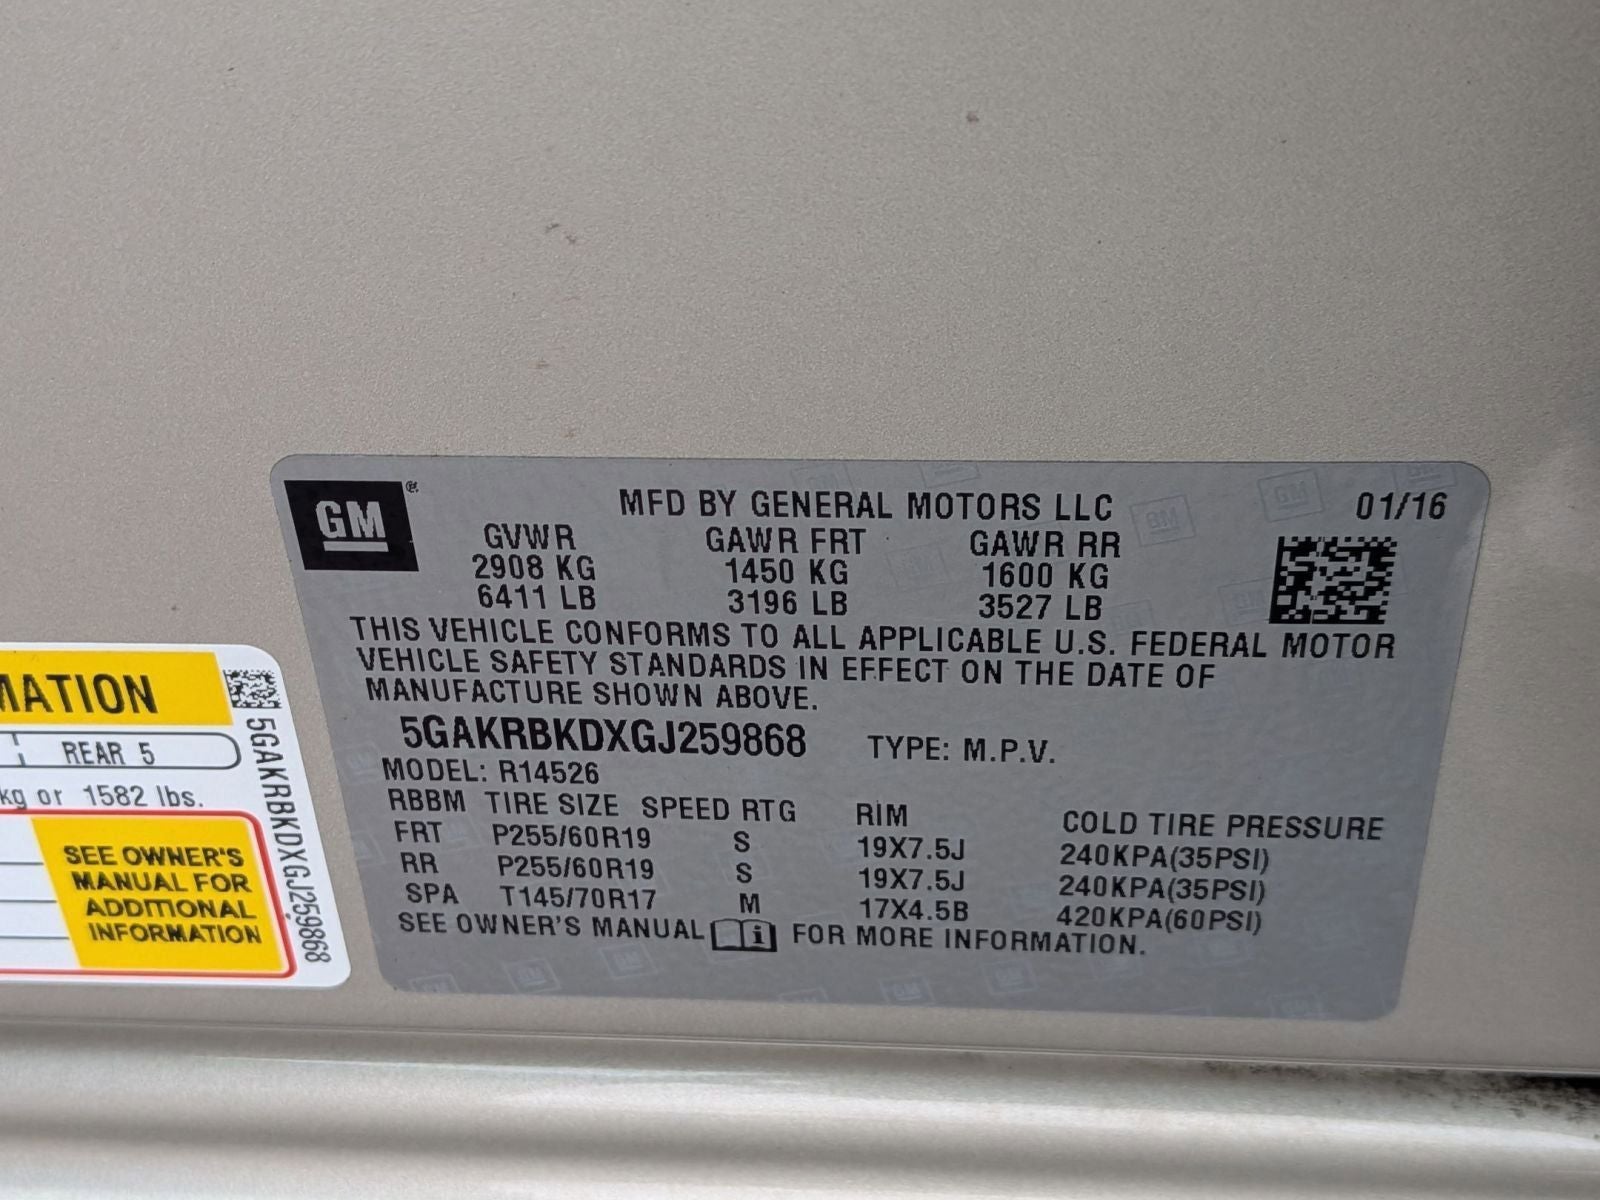 GM
MFD BY GENERAL MOTORS LLC 01/16
GVWR GAWR FRT GAWR RR
2908 KG 1450 KG 1600 KG
6411 LB 3196 LB 3527 LB
THIS VEHICLE CONFORMS TO ALL APPLICABLE U.S. FEDERAL MOTOR
VEHICLE SAFETY STANDARDS IN EFFECT ON THE DATE OF
MANUFACTURE SHOWN ABOVE.
5GAKRBKDXGJ259868 TYPE: M.P.V.
MODEL: R14526
RBBM TIRE SIZE SPEED RTG RIM COLD TIRE PRESSURE
FRT P255/60R19 S 19X7.5J 240KPA(35PSI)
RR P255/60R19 S 19X7.5J 240KPA(35PSI)
SPA T145/70R17 M 17X4.5B 420KPA(60PSI)
SEE OWNER'S MANUAL i FOR MORE INFORMATION.
MATION
REAR 5
kg or 1582 lbs.
SEE OWNER'S
MANUAL FOR
ADDITIONAL
INFORMATION
5GAKRBKDXGJ259868